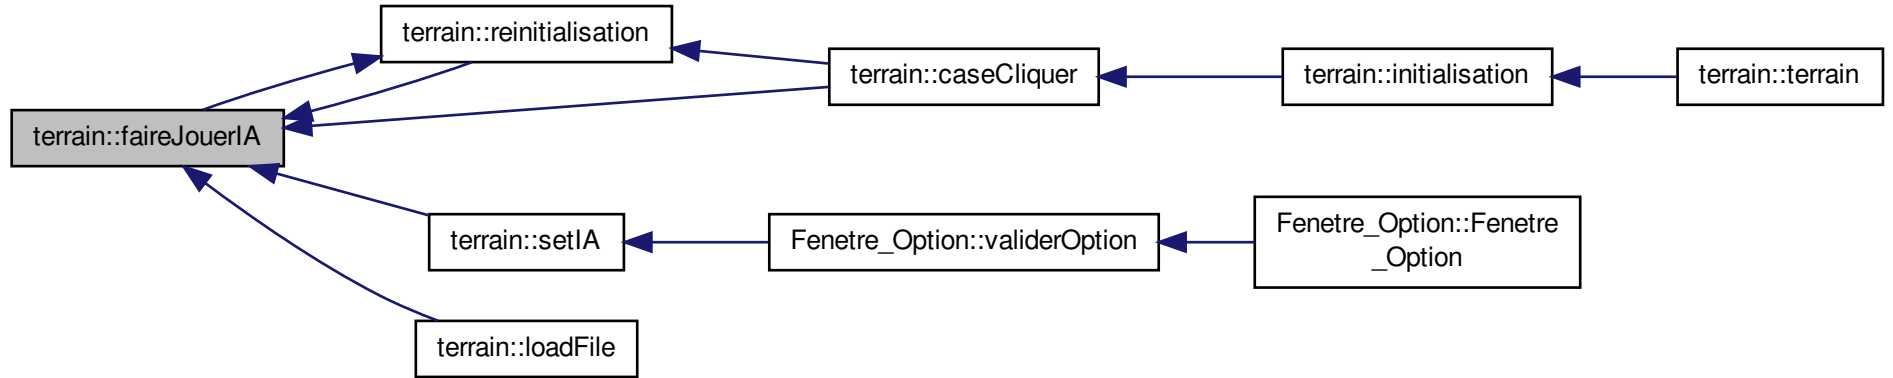 terrain::reinitialisation
terrain::caseCliquer
terrain::initialisation
terrain::terrain
terrain::faireJouerIA
terrain::setIA
Fenetre_Option::validerOption
Fenetre_Option::Fenetre
_Option
terrain::loadFile